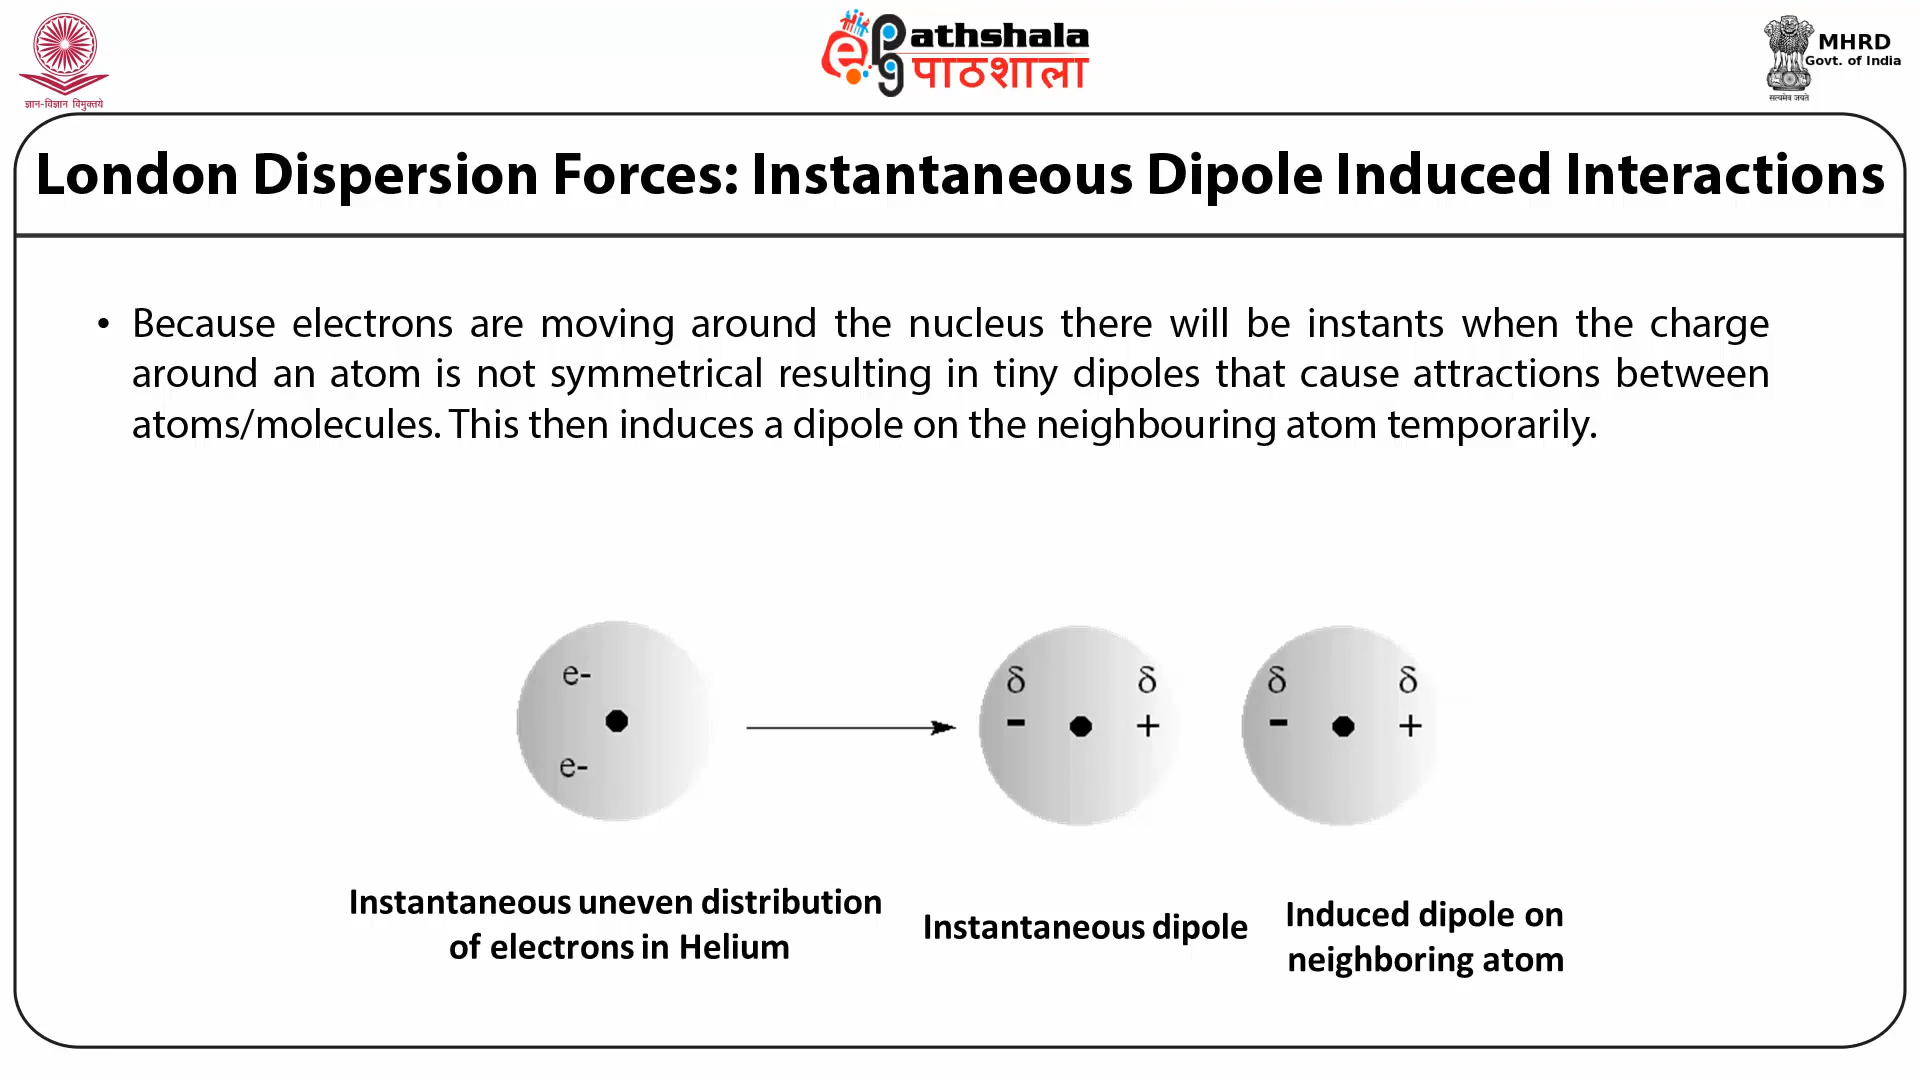 ज्ञान-विज्ञान विमुक्तये
ePathshala
पाठशाला
MHRD
Govt. of India
सत्यमेव जयते
London Dispersion Forces: Instantaneous Dipole Induced Interactions
• Because electrons are moving around the nucleus there will be instants when the charge
around an atom is not symmetrical resulting in tiny dipoles that cause attractions between
atoms/molecules. This then induces a dipole on the neighbouring atom temporarily.
e-
e-
δ δ δ δ
- + - +
Instantaneous uneven distribution
of electrons in Helium
Instantaneous dipole
Induced dipole on
neighboring atom